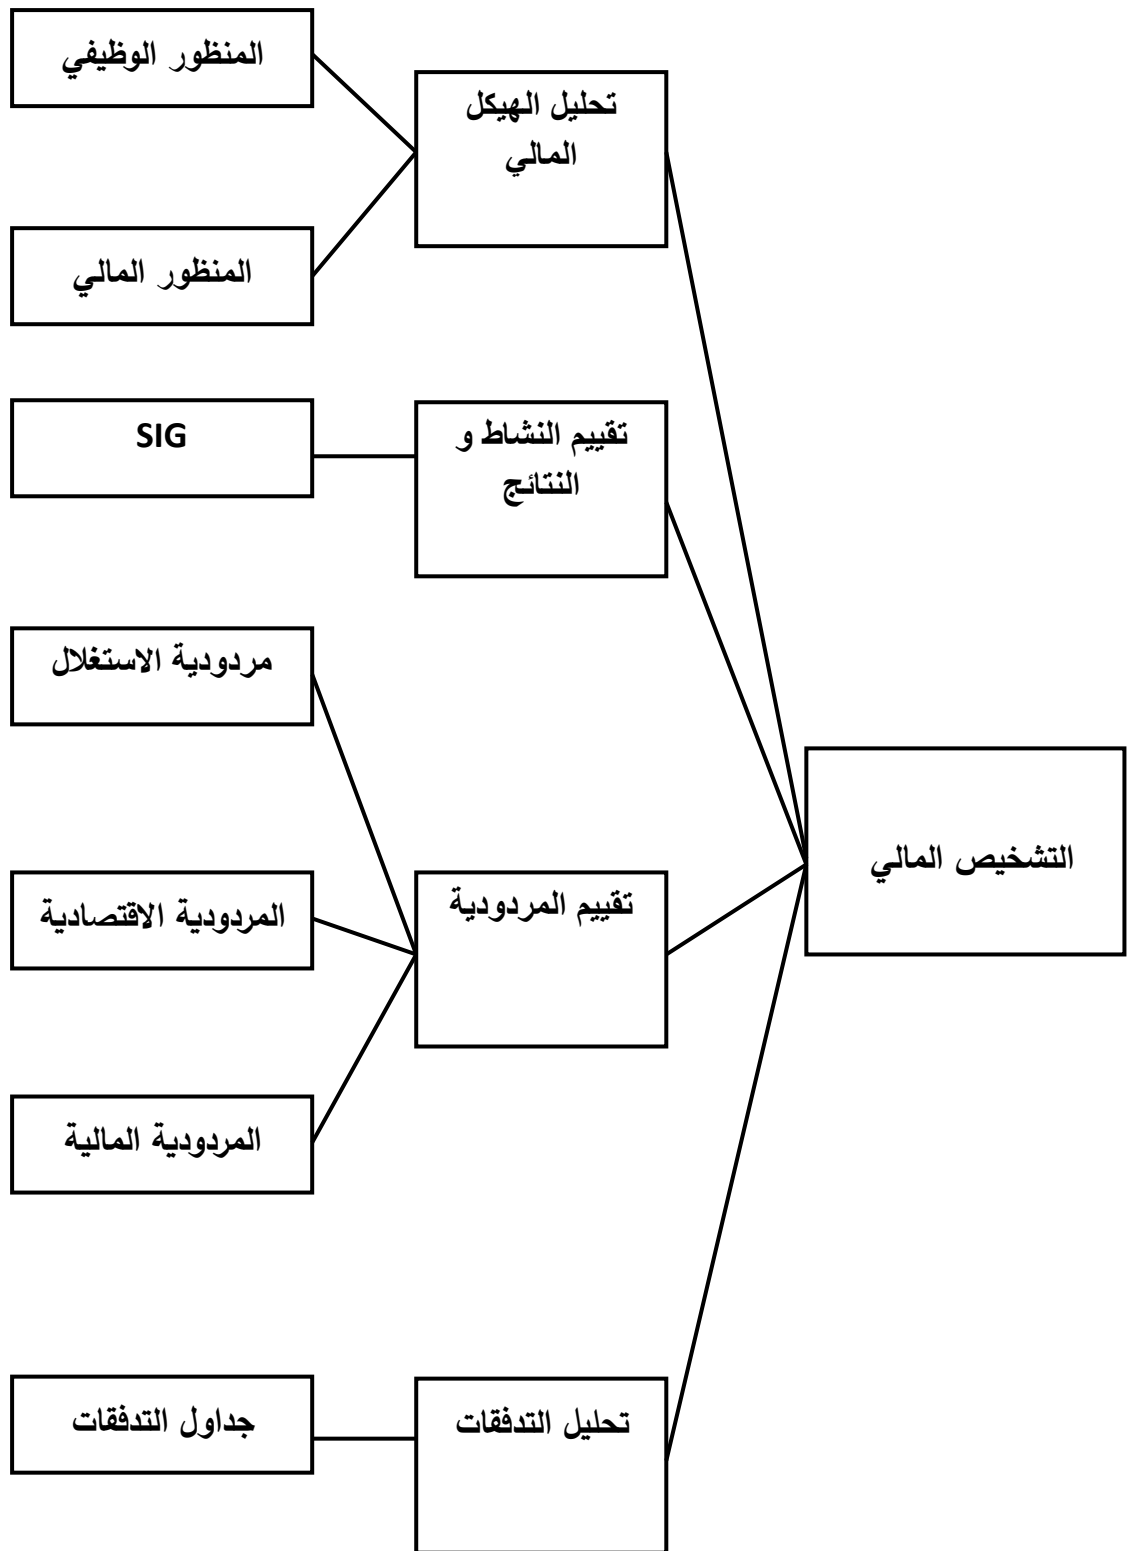 المنظور الوظيفي
تحليل الهيكل
المالي
المنظور المالي
SIG
تقييم النشاط و
النتائج
مردودية الاستغلال
التشخيص المالي
المردودية الاقتصادية
تقييم المردودية
المردودية المالية
جداول التدفقات
تحليل التدفقات